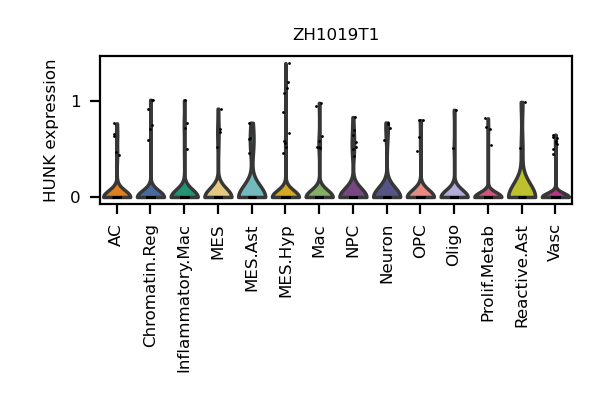 ZH1019T1
HUNK expression
1
0
AC
Chromatin.Reg
Inflammatory.Mac
MES
MES.Ast
MES.Hyp
Mac
NPC
Neuron
OPC
Oligo
Prolif.Metab
Reactive.Ast
Vasc